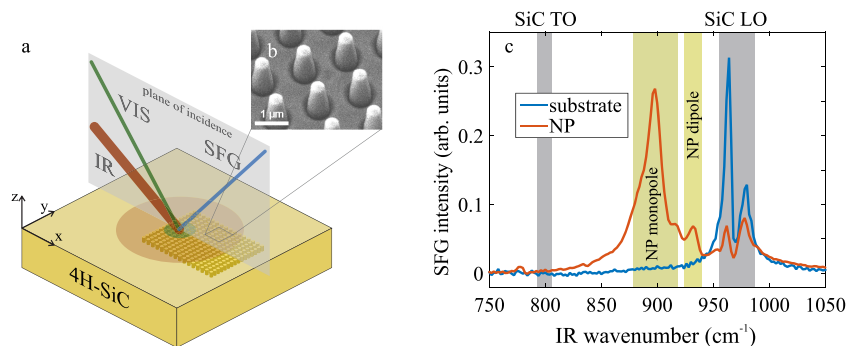 a
b
VIS
plane of incidence
SFG
IR
1 μm
z
y
x
4H-SiC
SiC TO
SiC LO
c
substrate
NP
NP monopole
NP dipole
SFG intensity (arb. units)
0.3
0.2
0.1
0
750 800 850 900 950 1000 1050
IR wavenumber (cm⁻¹)